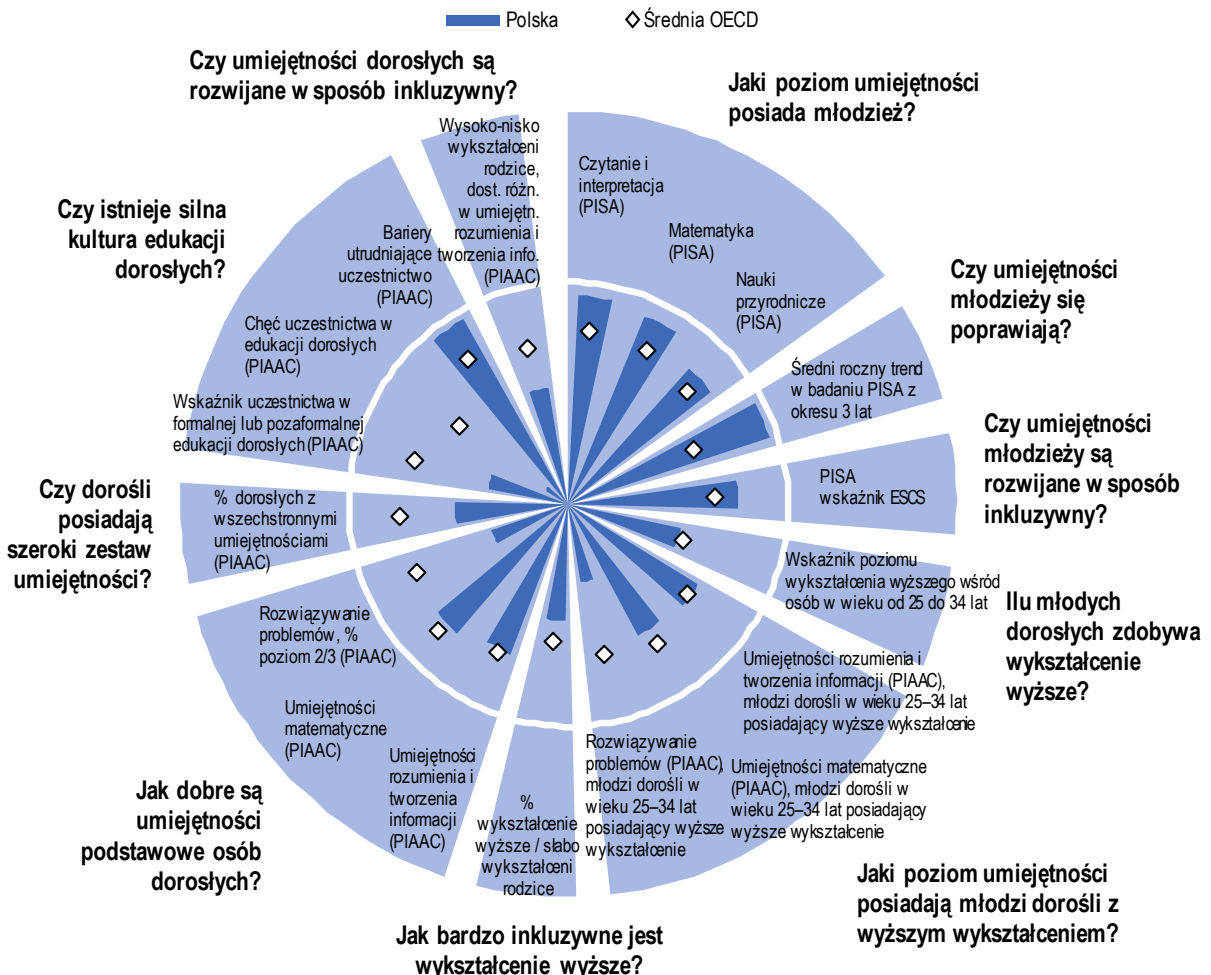 Polska
Średnia OECD
Czy umiejętności dorosłych są
rozwijane w sposób inkluzywny?
Jaki poziom umiejętności
posiada młodzież?
Wysoko-nisko
wykształceni
rodzice,
dost. różn.
w umiejętn.
rozumienia i
tworzenia info.
(PIAAC)
Czytanie i
interpretacja
(PISA)
Matematyka
(PISA)
Nauki
przyrodnicze
(PISA)
Czy istnieje silna
kultura edukacji
dorosłych?
Bariery
utrudniające
uczestnictwo
(PIAAC)
Chęć uczestnictwa w
edukacji dorosłych
(PIAAC)
Wskaźnik uczestnictwa w
formalnej lub pozaformalnej
edukacji dorosłych (PIAAC)
Czy umiejętności
młodzieży się
poprawiają?
Średni roczny trend
w badaniu PISA z
okresu 3 lat
Czy umiejętności
młodzieży są
rozwijane w sposób
inkluzywny?
PISA
wskaźnik ESCS
Czy dorośli
posiadają
szeroki zestaw
umiejętności?
% dorosłych z
wszechstronnymi
umiejętnościami
(PIAAC)
Wskaźnik poziomu
wykształcenia wyższego wśród
osób w wieku od 25 do 34 lat
Ilu młodych
dorosłych zdobywa
wykształcenie
wyższe?
Rozwiązywanie
problemów, %
poziom 2/3 (PIAAC)
Umiejętności
matematyczne
(PIAAC)
Umiejętności
rozumienia i
tworzenia
informacji
(PIAAC)
Umiejętności rozumienia i
tworzenia informacji (PIAAC),
młodzi dorośli w wieku 25–34 lat
posiadający wyższe wykształcenie
Rozwiązywanie
problemów (PIAAC),
młodzi dorośli w
wieku 25–34 lat
posiadający wyższe
wykształcenie
Umiejętności matematyczne
(PIAAC), młodzi dorośli w
wieku 25–34 lat posiadający
wyższe wykształcenie
Jak dobre są
umiejętności
podstawowe osób
dorosłych?
%
wykształcenie
wyższe / słabo
wykształceni
rodzice
Jaki poziom umiejętności
posiadają młodzi dorośli z
wyższym wykształceniem?
Jak bardzo inkluzywne jest
wykształcenie wyższe?